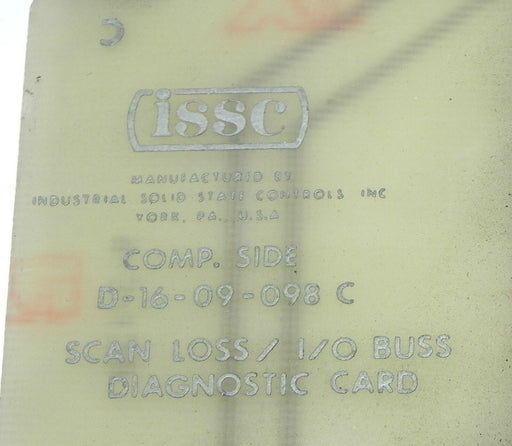 issc
MANUFACTURED BY
INDUSTRIAL SOLID STATE CONTROLS INC
YORK, PA., U.S.A
COMP. SIDE
D-16-09-098 C
SCAN LOSS / I/O BUSS
DIAGNOSTIC CARD